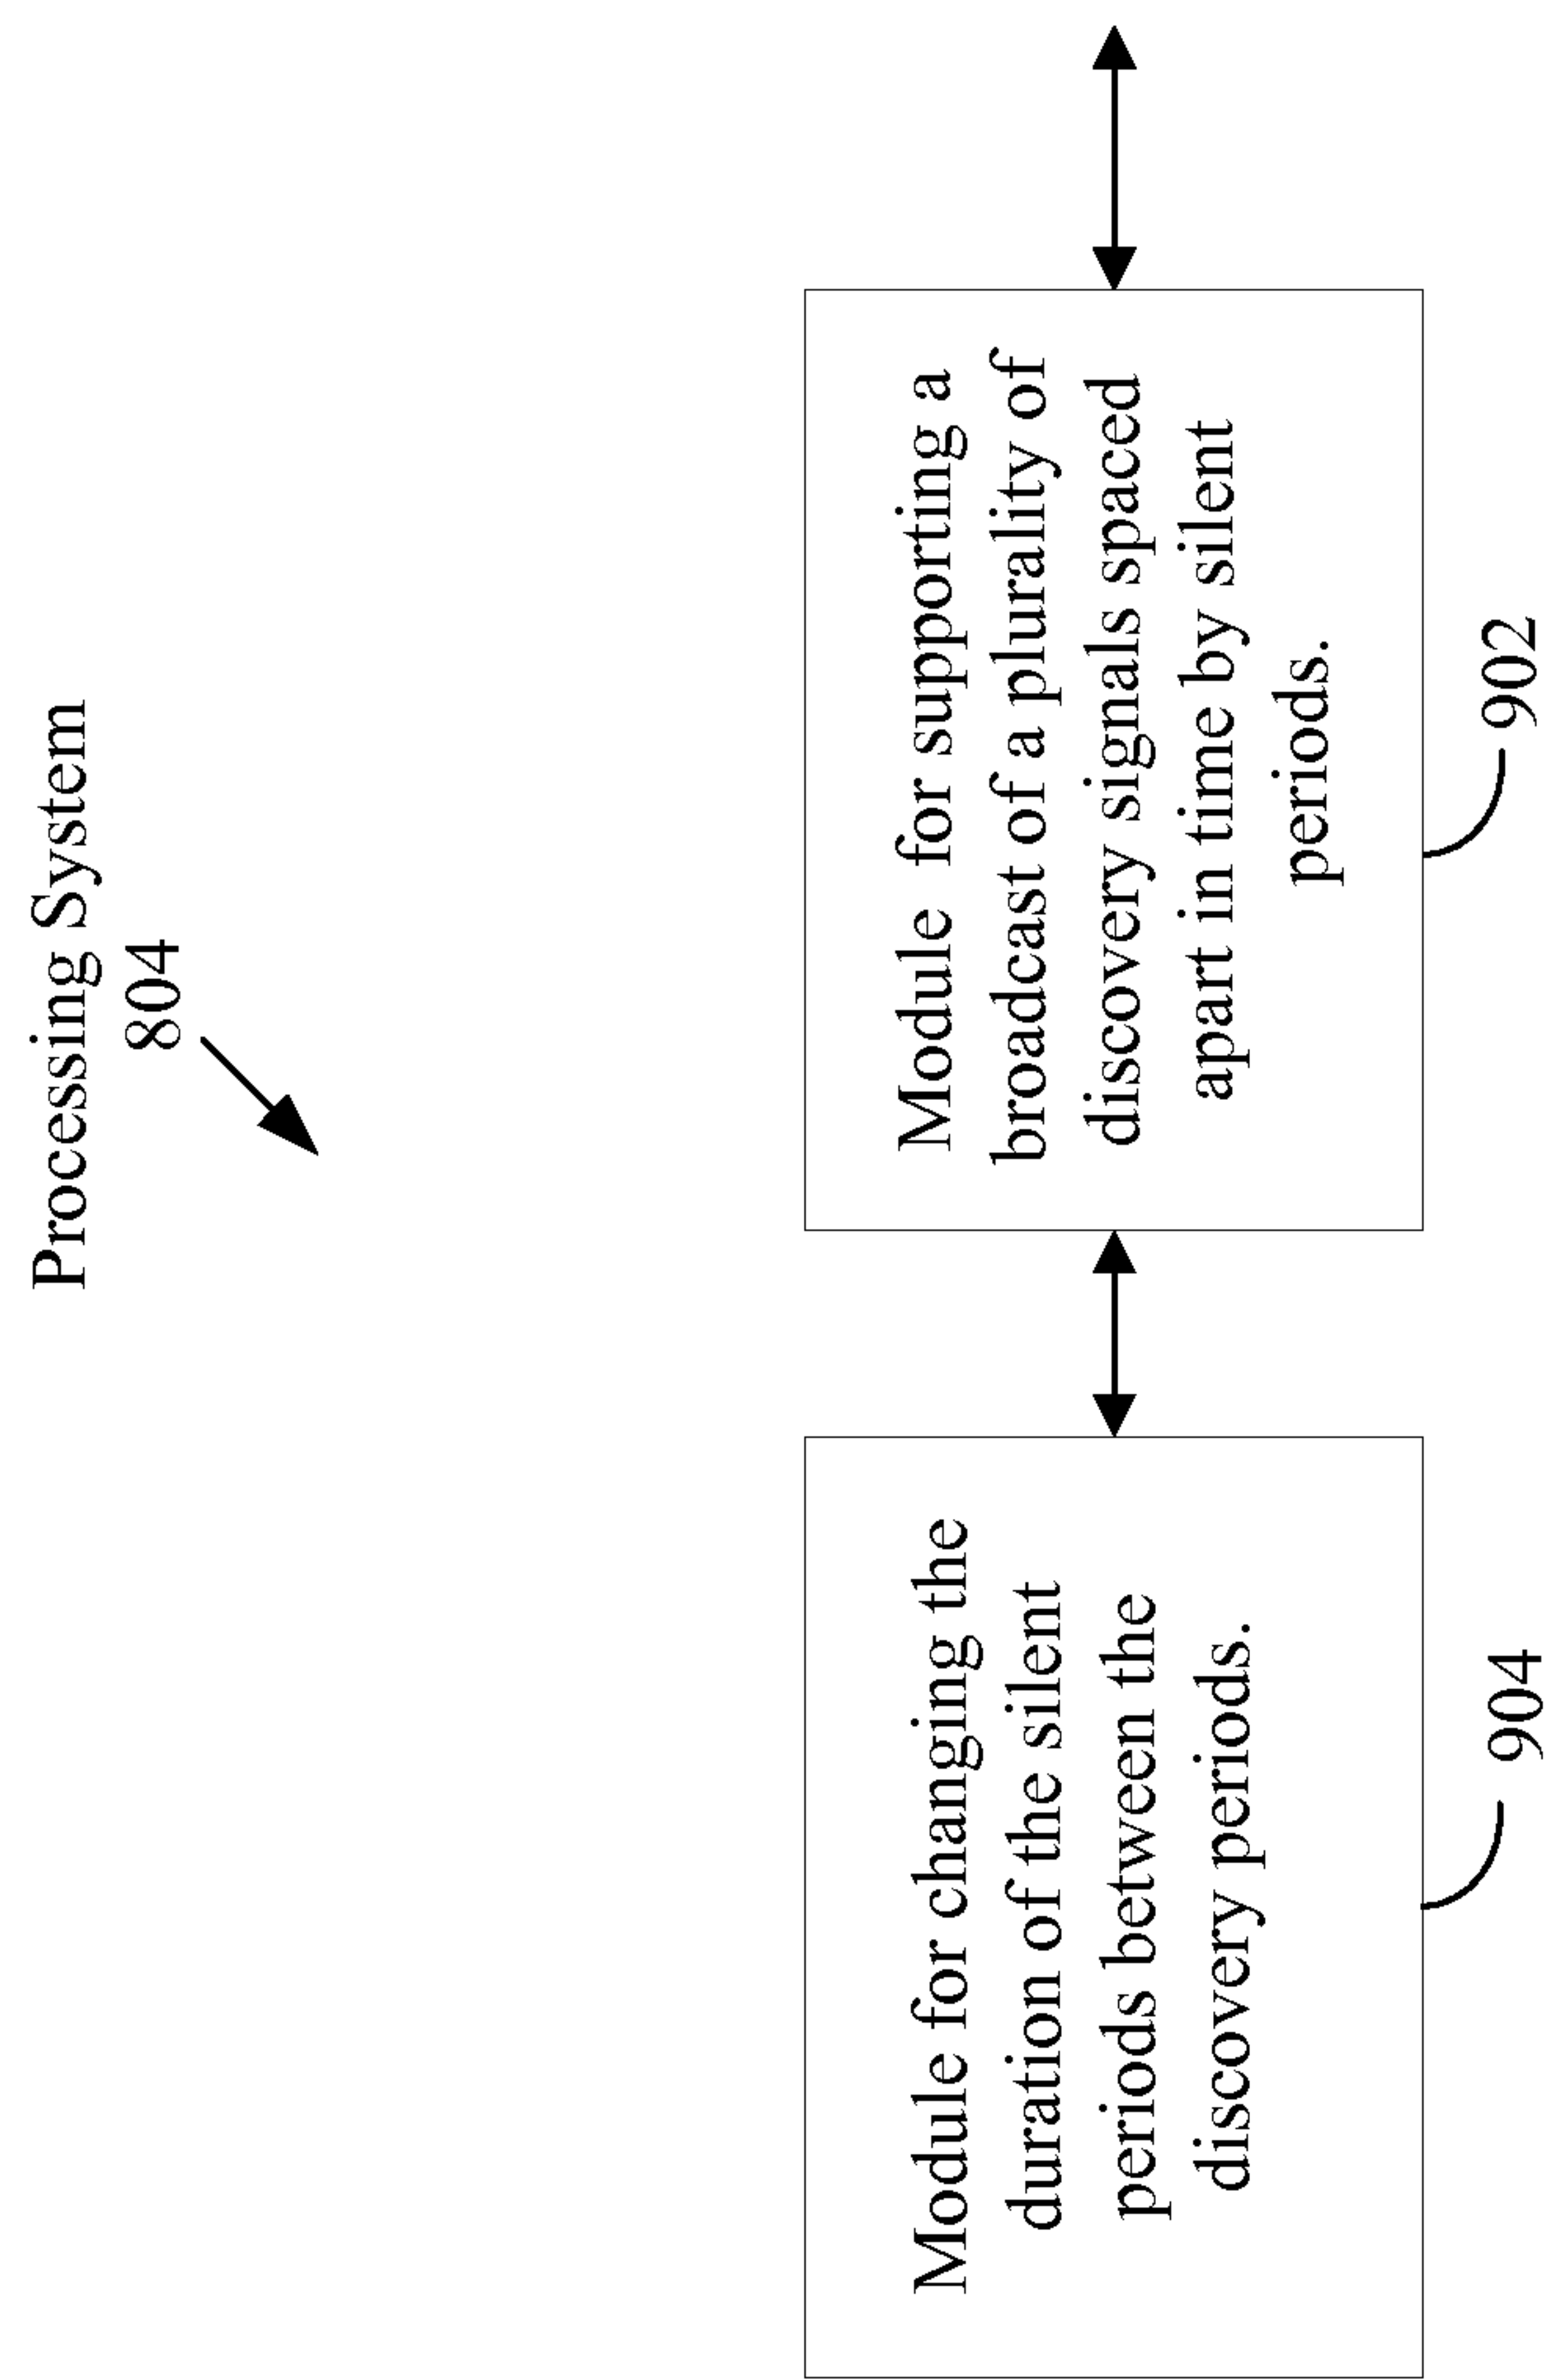 Processing System
804
Module for changing the
duration of the silent
periods between the
discovery periods.
904
Module for supporting a
broadcast of a plurality of
discovery signals spaced
apart in time by silent
periods.
902